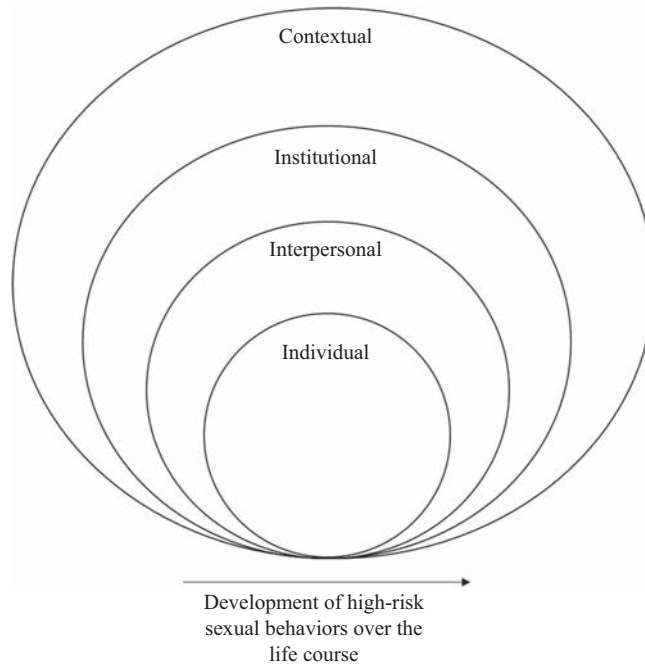 Contextual
Institutional
Interpersonal
Individual
Development of high-risk
sexual behaviors over the
life course